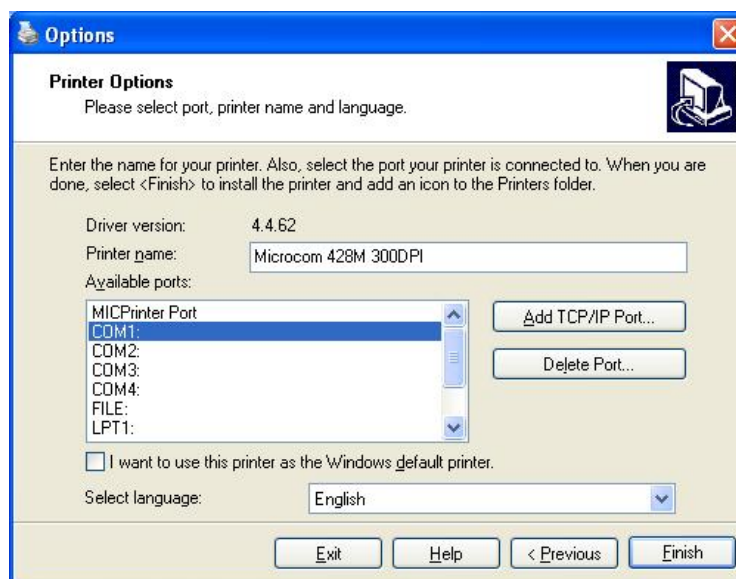 Options
Printer Options
Please select port, printer name and language.
Enter the name for your printer. Also, select the port your printer is connected to. When you are
done, select <Finish> to install the printer and add an icon to the Printers folder.
Driver version: 4.4.62
Printer name: Microcom 428M 300DPI
Available ports:
MICPrinter Port
COM1:
COM2:
COM3:
COM4:
FILE:
LPT1:
Add TCP/IP Port...
Delete Port...
I want to use this printer as the Windows default printer.
Select language: English
Exit Help < Previous Finish